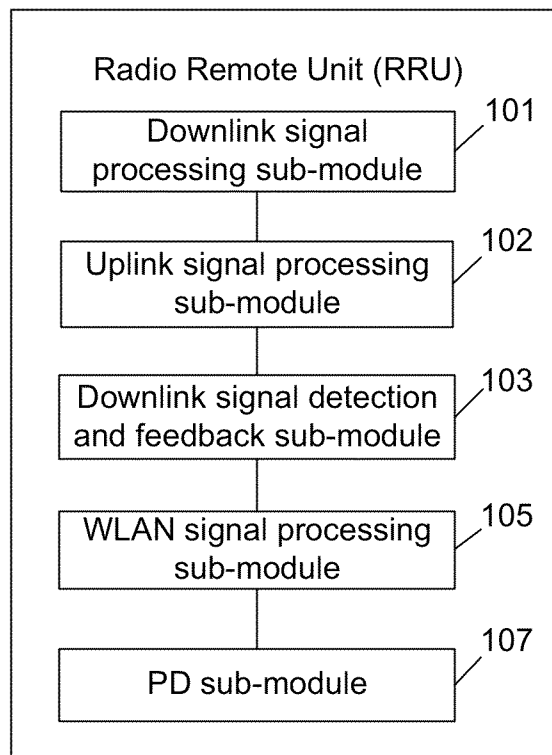 Radio Remote Unit (RRU)
101
Downlink signal
processing sub-module
102
Uplink signal processing
sub-module
103
Downlink signal detection
and feedback sub-module
105
WLAN signal processing
sub-module
107
PD sub-module